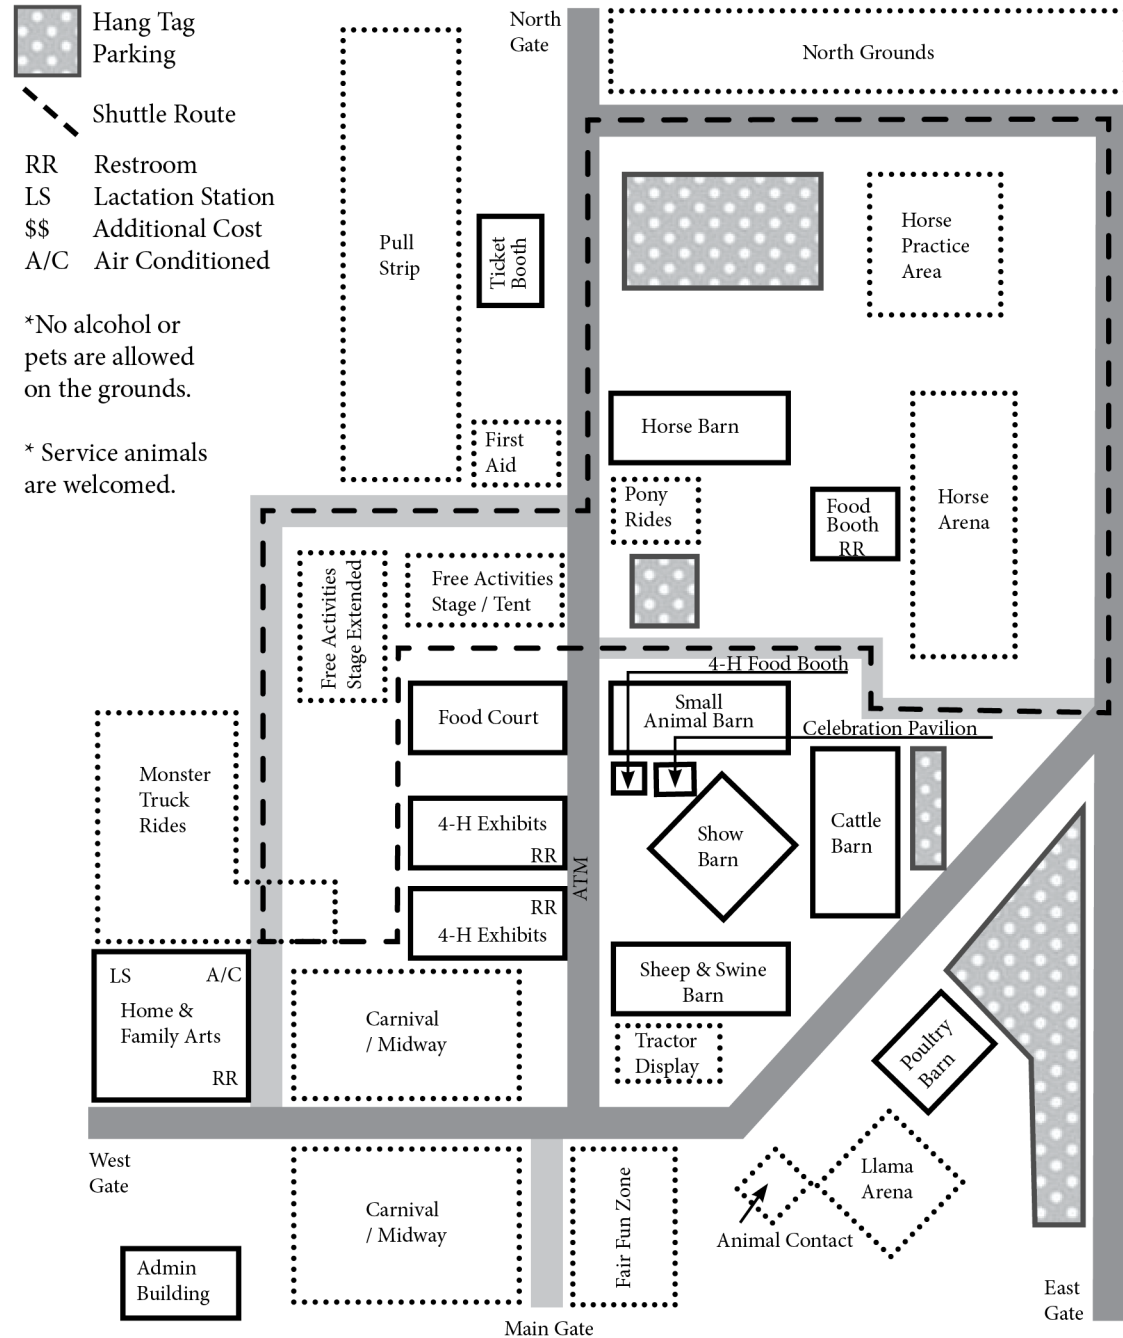 Hang Tag
Parking
Shuttle Route
RR Restroom
LS Lactation Station
$$ Additional Cost
A/C Air Conditioned
*No alcohol or
pets are allowed
on the grounds.
* Service animals
are welcomed.
North
Gate
North Grounds
Pull
Strip
Ticket
Booth
Horse
Practice
Area
First
Aid
Horse Barn
Pony
Rides
Food
Booth
RR
Horse
Arena
Free Activities
Stage Extended
Free Activities
Stage / Tent
4-H Food Booth
Food Court
Small
Animal Barn
Celebration Pavilion
Monster
Truck
Rides
4-H Exhibits
RR
ATM
Show
Barn
Cattle
Barn
RR
4-H Exhibits
LS A/C
Home &
Family Arts
RR
Carnival
/ Midway
Sheep & Swine
Barn
Tractor
Display
Poultry
Barn
West
Gate
Carnival
/ Midway
Fair Fun Zone
Llama
Arena
Animal Contact
Admin
Building
Main Gate
East
Gate